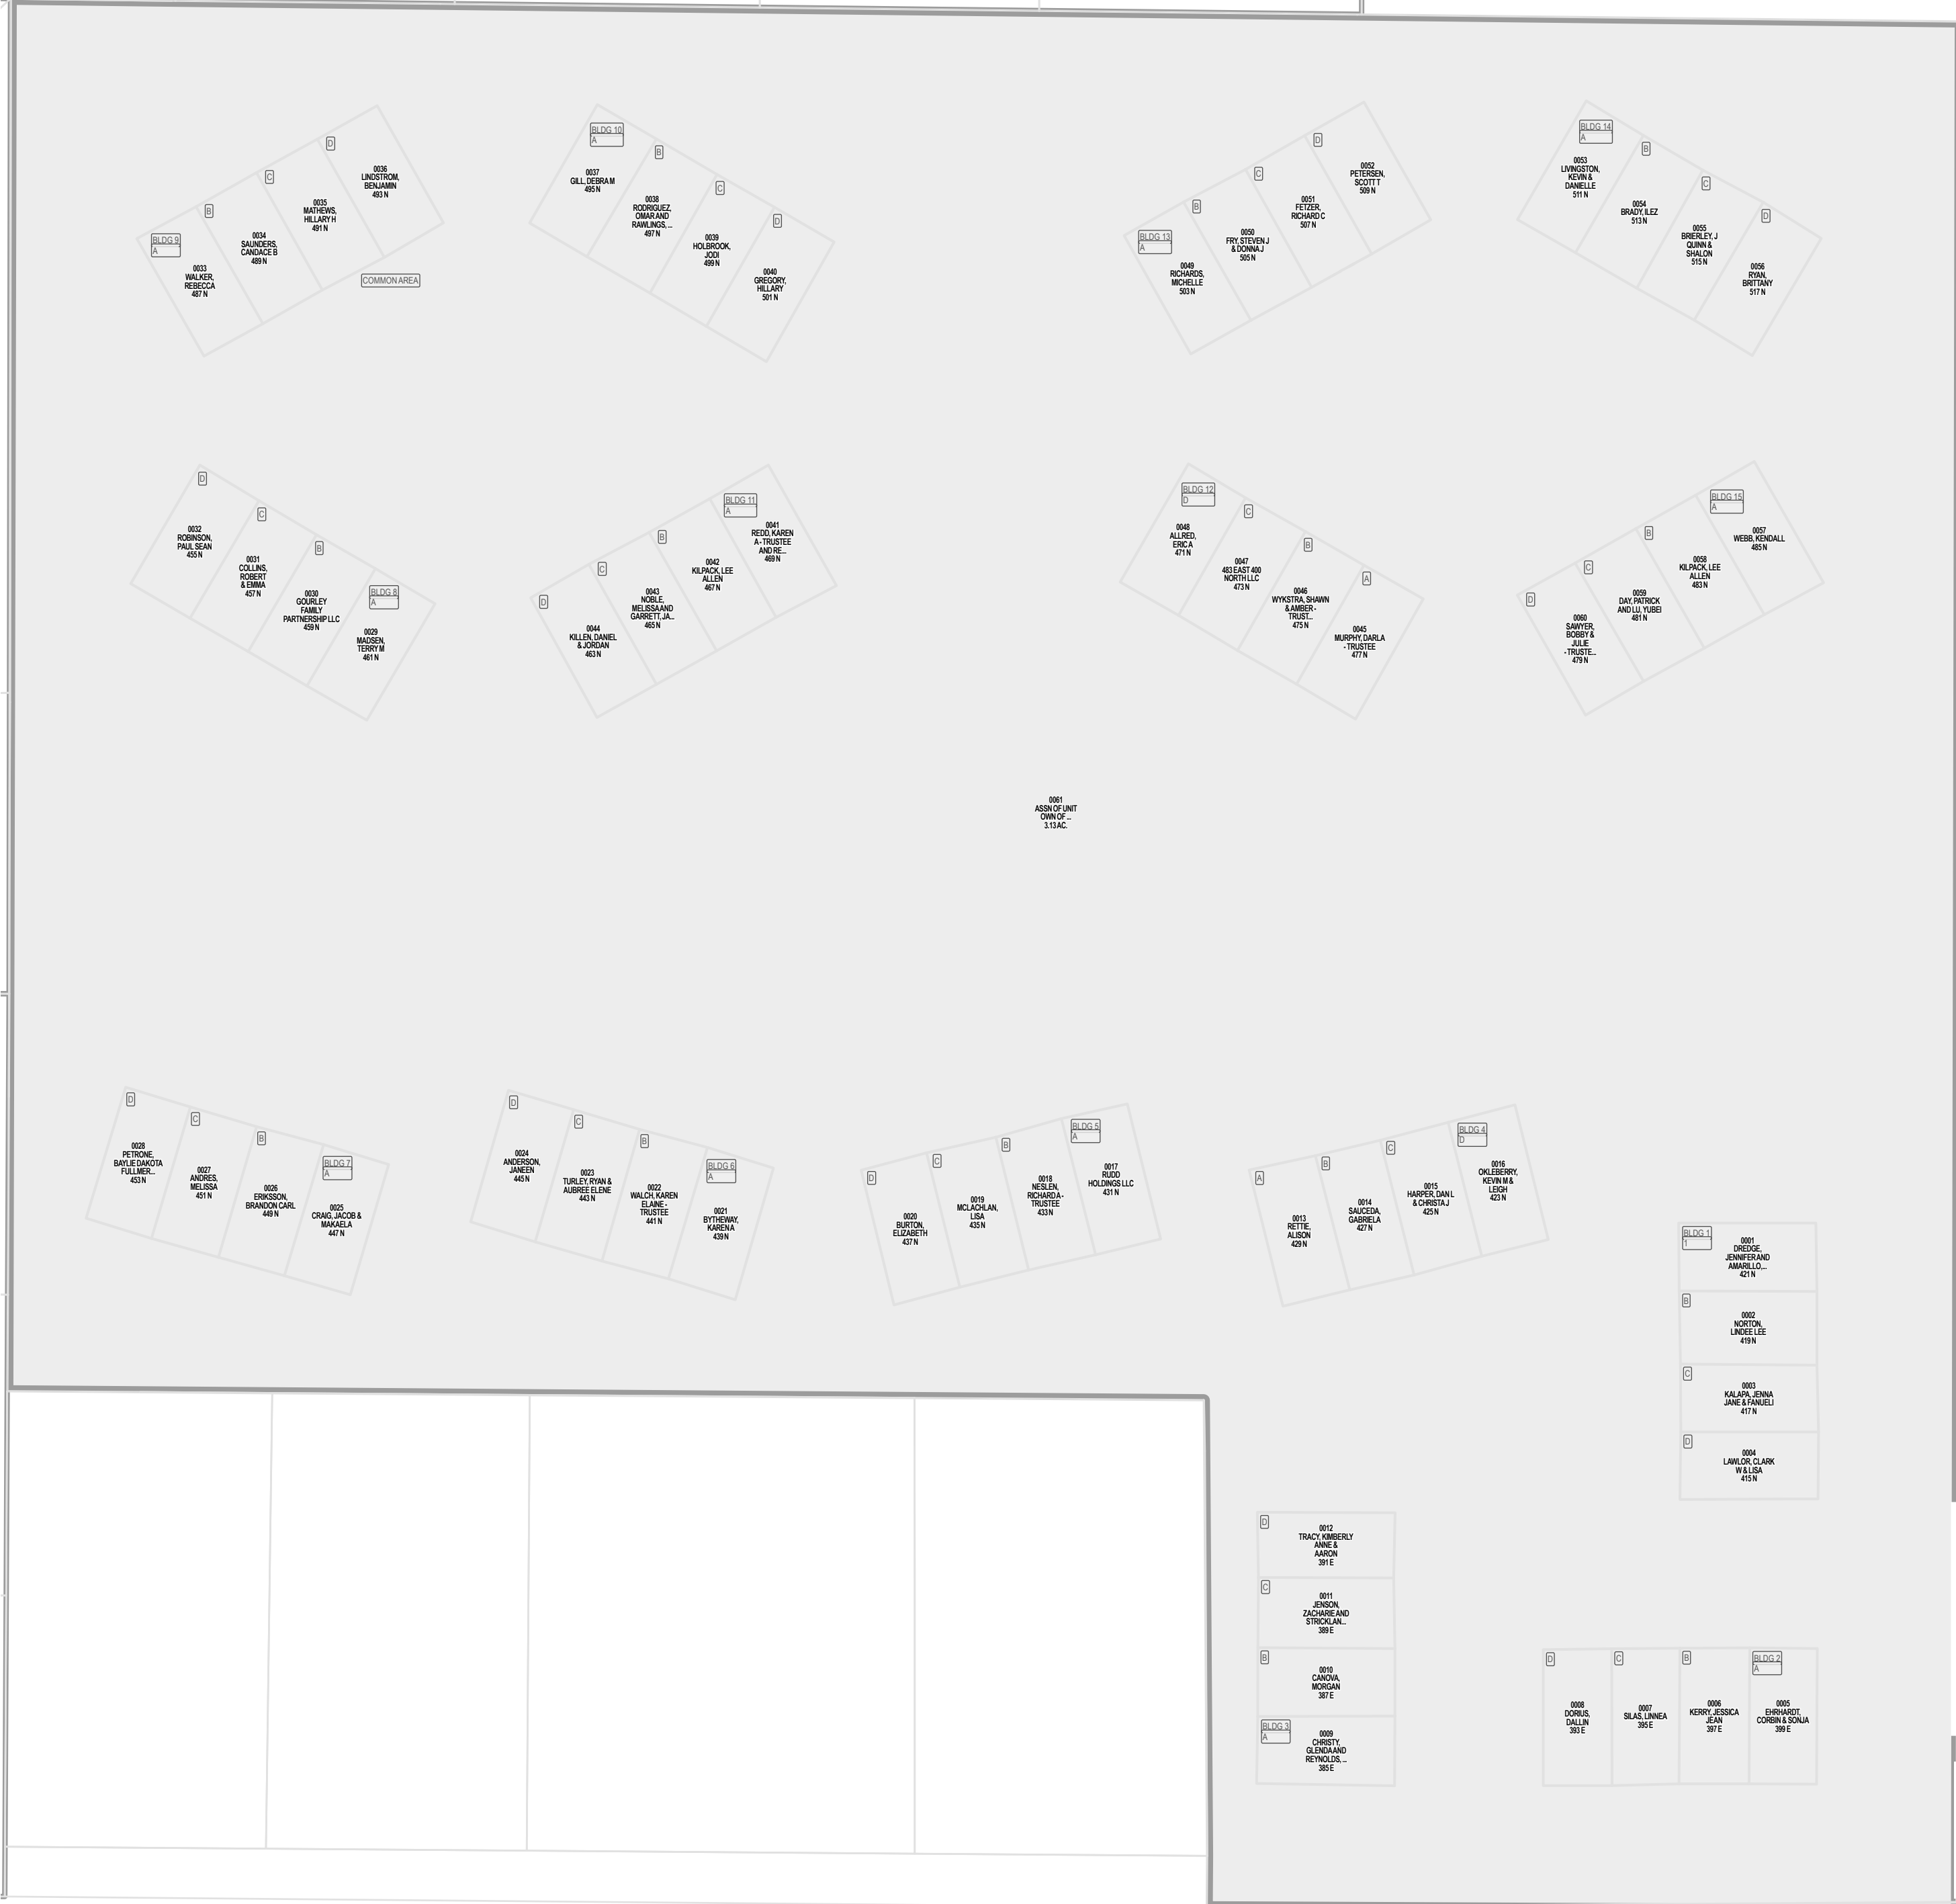 BLDG 9
A
0033
WALKER,
REBECCA
487 N
B
0034
SAUNDERS,
CANDACE B
489 N
C
0035
MATHEWS,
HILLARY H
491 N
D
0036
LINDSTROM,
BENJAMIN
493 N
COMMON AREA
BLDG 10
A
0037
GILL, DEBRA M
495 N
B
0038
RODRIGUEZ,
OMAR AND
RAWLINGS, ...
497 N
C
0039
HOLBROOK,
JODI
499 N
D
0040
GREGORY,
HILLARY
501 N
BLDG 13
A
0049
RICHARDS,
MICHELLE
503 N
B
0050
FRY, STEVEN J
& DONNA J
505 N
C
0051
FETZER,
RICHARD C
507 N
D
0052
PETERSEN,
SCOTT T
509 N
BLDG 14
A
0053
LIVINGSTON,
KEVIN &
DANIELLE
511 N
B
0054
BRADY, ILEZ
513 N
C
0055
BRIERLEY, J
QUINN &
SHALON
515 N
D
0056
RYAN,
BRITTANY
517 N
D
0032
ROBINSON,
PAUL SEAN
455 N
C
0031
COLLINS,
ROBERT
& EMMA
457 N
B
0030
GOURLEY
FAMILY
PARTNERSHIP LLC
459 N
BLDG 8
A
0029
MADSEN,
TERRY M
461 N
D
0044
KILLEN, DANIEL
& JORDAN
463 N
C
0043
NOBLE,
MELISSA AND
GARRETT, JA...
465 N
B
0042
KILPACK, LEE
ALLEN
467 N
BLDG 11
A
0041
REDD, KAREN
A - TRUSTEE
AND RE...
469 N
BLDG 12
D
0048
ALLRED,
ERIC A
471 N
C
0047
483 EAST 400
NORTH LLC
473 N
B
0046
WYKSTRA, SHAWN
& AMBER -
TRUST...
475 N
A
0045
MURPHY, DARLA
- TRUSTEE
477 N
D
0060
SAWYER,
BOBBY &
JULIE
- TRUSTE...
479 N
C
0059
DAY, PATRICK
AND LU, YUBEI
481 N
B
0058
KILPACK, LEE
ALLEN
483 N
BLDG 15
A
0057
WEBB, KENDALL
485 N
0061
ASSN OF UNIT
OWN OF ...
3.13 AC.
D
0028
PETRONE,
BAYLIE DAKOTA
FULLMER...
453 N
C
0027
ANDRES,
MELISSA
451 N
B
0026
ERIKSSON,
BRANDON CARL
449 N
BLDG 7
A
0025
CRAIG, JACOB &
MAKAELA
447 N
D
0024
ANDERSON,
JANEEN
445 N
C
0023
TURLEY, RYAN &
AUBREE ELENE
443 N
B
0022
WALCH, KAREN
ELAINE -
TRUSTEE
441 N
BLDG 6
A
0021
BYTHEWAY,
KAREN A
439 N
D
0020
BURTON,
ELIZABETH
437 N
C
0019
MCLACHLAN,
LISA
435 N
B
0018
NESLEN,
RICHARD A -
TRUSTEE
433 N
BLDG 5
A
0017
RUDD
HOLDINGS LLC
431 N
A
0013
RETTIE,
ALISON
429 N
B
0014
SAUCEDA,
GABRIELA
427 N
C
0015
HARPER, DAN L
& CHRISTA J
425 N
BLDG 4
D
0016
OKLEBERRY,
KEVIN M &
LEIGH
423 N
BLDG 1
1
0001
DREDGE,
JENNIFER AND
AMARILLO,...
421 N
B
0002
NORTON,
LINDEE LEE
419 N
C
0003
KALAPA, JENNA
JANE & FANUELI
417 N
D
0004
LAWLOR, CLARK
W & LISA
415 N
D
0012
TRACY, KIMBERLY
ANNE &
AARON
391 E
C
0011
JENSON,
ZACHARIE AND
STRICKLAN...
389 E
B
0010
CANOVA,
MORGAN
387 E
BLDG 3
A
0009
CHRISTY,
GLENDA AND
REYNOLDS, ...
385 E
D
0008
DORIUS,
DALLIN
393 E
C
0007
SILAS, LINNEA
395 E
B
0006
KERRY, JESSICA
JEAN
397 E
BLDG 2
A
0005
EHRHARDT,
CORBIN & SONJA
399 E